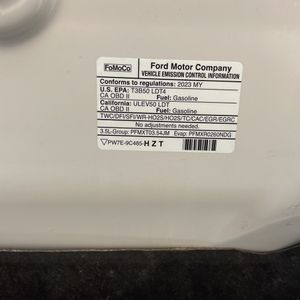 FoMoCo
Ford Motor Company
VEHICLE EMISSION CONTROL INFORMATION
Conforms to regulations: 2023 MY
U.S. EPA: T3B50 LDT4
CA OBD II Fuel: Gasoline
California: ULEV50 LDT
CA OBD II Fuel: Gasoline
TWC/DFI/SFI/WR-HO2S/HO2S/TC/CAC/EGR/EGRC
No adjustments needed.
3.5L-Group: PFMXT03.54JM Evap: PFMXR0260NDG
PW7E-9C485-HZT